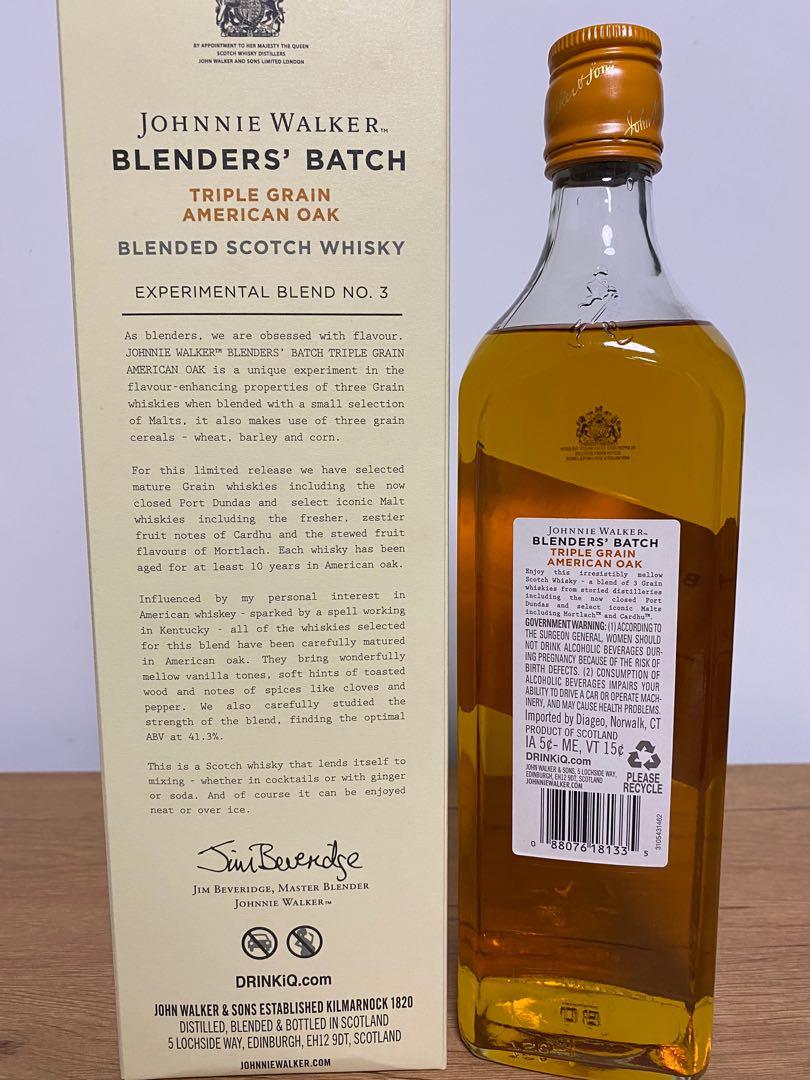 BY APPOINTMENT TO HER MAJESTY THE QUEEN
SCOTCH WHISKY DISTILLERS
JOHN WALKER AND SONS LIMITED LONDON
JOHNNIE WALKER™
BLENDERS' BATCH
TRIPLE GRAIN
AMERICAN OAK
BLENDED SCOTCH WHISKY
EXPERIMENTAL BLEND NO. 3
As blenders, we are obsessed with flavour.
JOHNNIE WALKER™ BLENDERS' BATCH TRIPLE GRAIN
AMERICAN OAK is a unique experiment in the
flavour-enhancing properties of three Grain
whiskies when blended with a small selection
of Malts, it also makes use of three grain
cereals - wheat, barley and corn.
For this limited release we have selected
mature Grain whiskies including the now
closed Port Dundas and select iconic Malt
whiskies including the fresher, zestier
fruit notes of Cardhu and the stewed fruit
flavours of Mortlach. Each whisky has been
aged for at least 10 years in American oak.
Influenced by my personal interest in
American whiskey - sparked by a spell working
in Kentucky - all of the whiskies selected
for this blend have been carefully matured
in American oak. They bring wonderfully
mellow vanilla tones, soft hints of toasted
wood and notes of spices like cloves and
pepper. We also carefully studied the
strength of the blend, finding the optimal
ABV at 41.3%.
This is a Scotch whisky that lends itself to
mixing - whether in cocktails or with ginger
or soda. And of course it can be enjoyed
neat or over ice.
Jim Beveridge
JIM BEVERIDGE, MASTER BLENDER
JOHNNIE WALKER™
DRINKiQ.com
JOHN WALKER & SONS ESTABLISHED KILMARNOCK 1820
DISTILLED, BLENDED & BOTTLED IN SCOTLAND
5 LOCHSIDE WAY, EDINBURGH, EH12 9DT, SCOTLAND
JOHNNIEWALKER.COM
JOHNNIE WALKER™
BLENDERS' BATCH
TRIPLE GRAIN
AMERICAN OAK
Enjoy this irresistibly mellow
Scotch Whisky - a blend of 3 Grain
whiskies from storied distilleries
including the now closed Port
Dundas and select iconic Malts
including Mortlach™ and Cardhu™.
GOVERNMENT WARNING: (1) ACCORDING TO
THE SURGEON GENERAL, WOMEN SHOULD
NOT DRINK ALCOHOLIC BEVERAGES DUR-
ING PREGNANCY BECAUSE OF THE RISK OF
BIRTH DEFECTS. (2) CONSUMPTION OF
ALCOHOLIC BEVERAGES IMPAIRS YOUR
ABILITY TO DRIVE A CAR OR OPERATE MACH-
INERY, AND MAY CAUSE HEALTH PROBLEMS.
Imported by Diageo, Norwalk, CT
PRODUCT OF SCOTLAND
IA 5¢- ME, VT 15¢
DRINKiQ.com
JOHN WALKER & SONS, 5 LOCHSIDE WAY,
EDINBURGH, EH12 9DT, SCOTLAND
JOHNNIEWALKER.COM
PLEASE
RECYCLE
0 88076 18133 5
3105431462